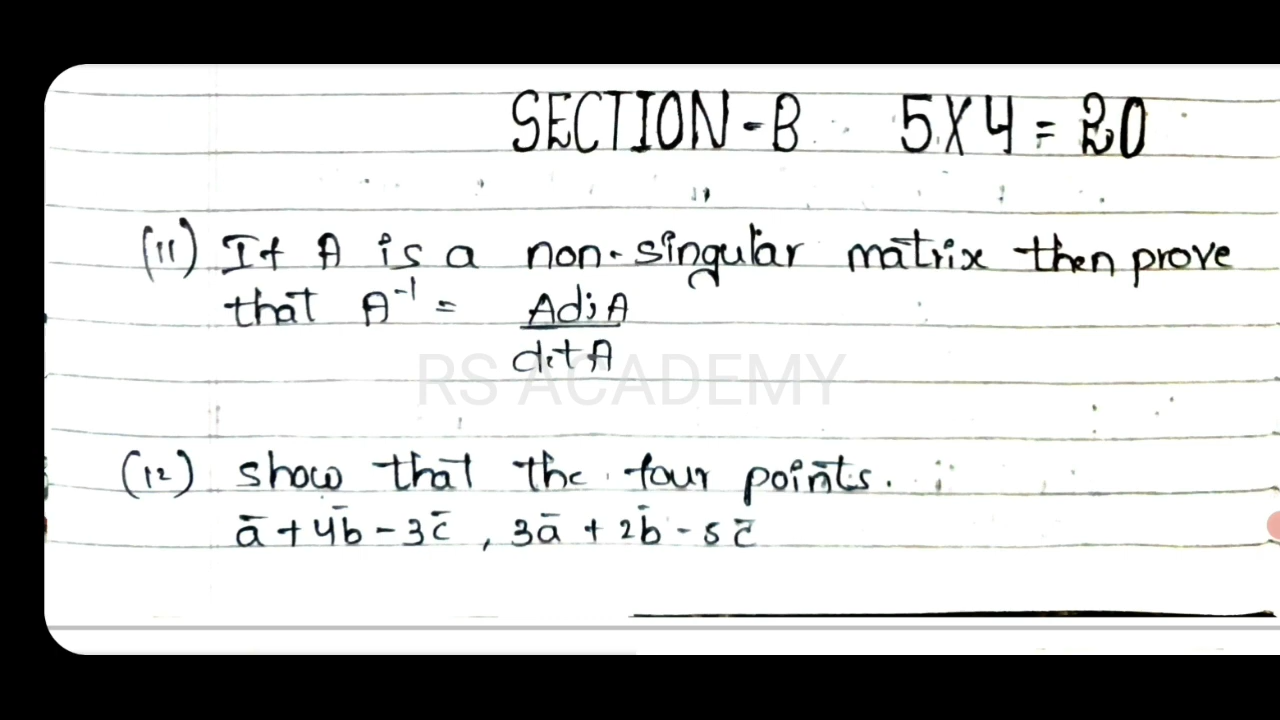 SECTION-B 5X4 = 20
(11) If A is a non-singular matrix then prove
that A⁻¹ = AdjA
detA
RS ACADEMY
(12) show that the four points.
a̅ + 4b̅ - 3c̅ , 3a̅ + 2b̅ - 5c̅